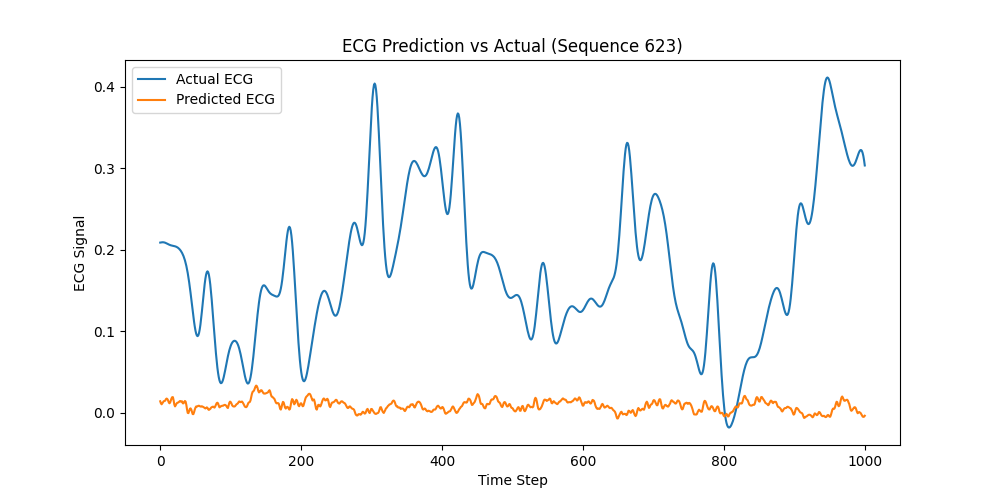 ECG Prediction vs Actual (Sequence 623)
Actual ECG
Predicted ECG
ECG Signal
0.4
0.3
0.2
0.1
0.0
0 200 400 600 800 1000
Time Step